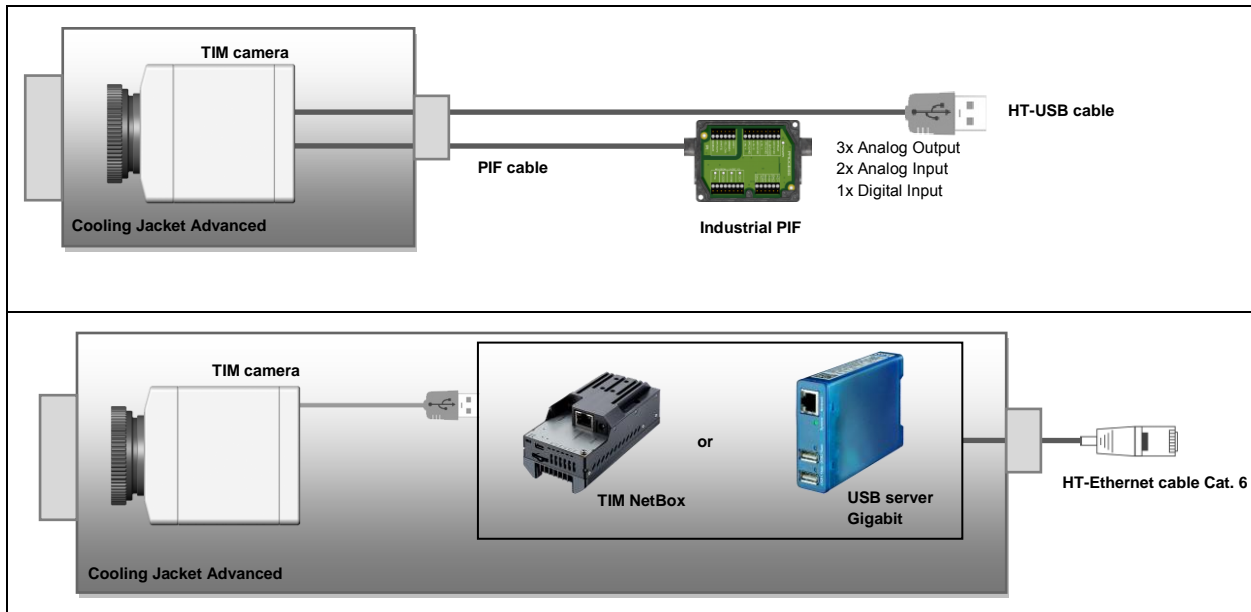 TIM camera
HT-USB cable
PIF cable
3x Analog Output
2x Analog Input
1x Digital Input
Cooling Jacket Advanced
Industrial PIF
TIM camera
or
TIM NetBox
USB server
Gigabit
HT-Ethernet cable Cat. 6
Cooling Jacket Advanced